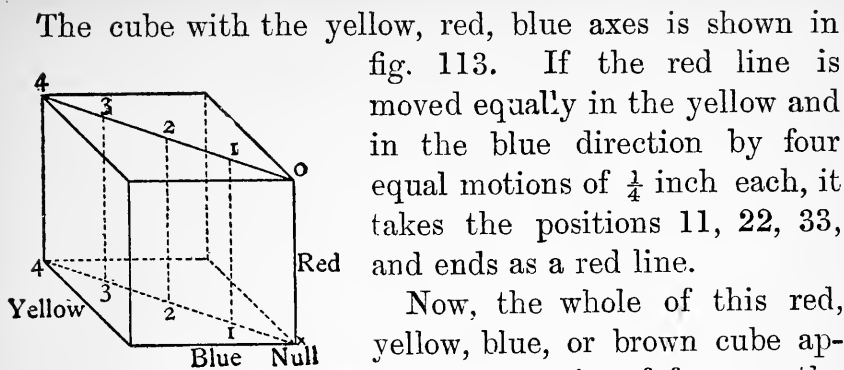 The cube with the yellow, red, blue axes is shown in
fig. 113. If the red line is
moved equally in the yellow and
in the blue direction by four
equal motions of ¼ inch each, it
takes the positions 11, 22, 33,
and ends as a red line.
Now, the whole of this red,
yellow, blue, or brown cube ap-
4
3
2
1
0
Red
4
3
2
1
Yellow
Blue Null